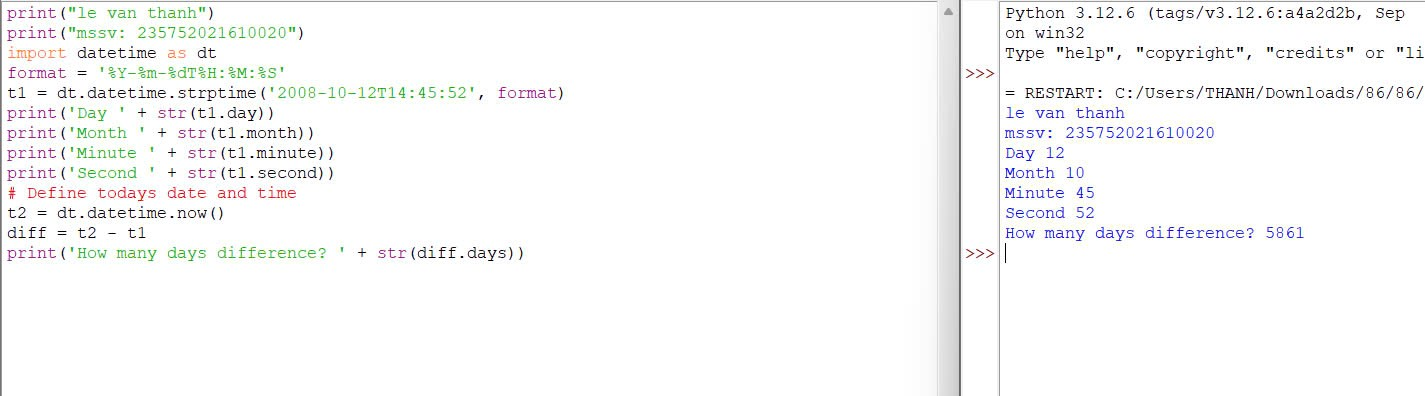 print("le van thanh")
print("mssv: 235752021610020")
import datetime as dt
format = '%Y-%m-%dT%H:%M:%S'
t1 = dt.datetime.strptime('2008-10-12T14:45:52', format)
print('Day ' + str(t1.day))
print('Month ' + str(t1.month))
print('Minute ' + str(t1.minute))
print('Second ' + str(t1.second))
# Define todays date and time
t2 = dt.datetime.now()
diff = t2 - t1
print('How many days difference? ' + str(diff.days))
Python 3.12.6 (tags/v3.12.6:a4a2d2b, Sep
on win32
Type "help", "copyright", "credits" or "li
>>>
= RESTART: C:/Users/THANH/Downloads/86/86/
le van thanh
mssv: 235752021610020
Day 12
Month 10
Minute 45
Second 52
How many days difference? 5861
>>>